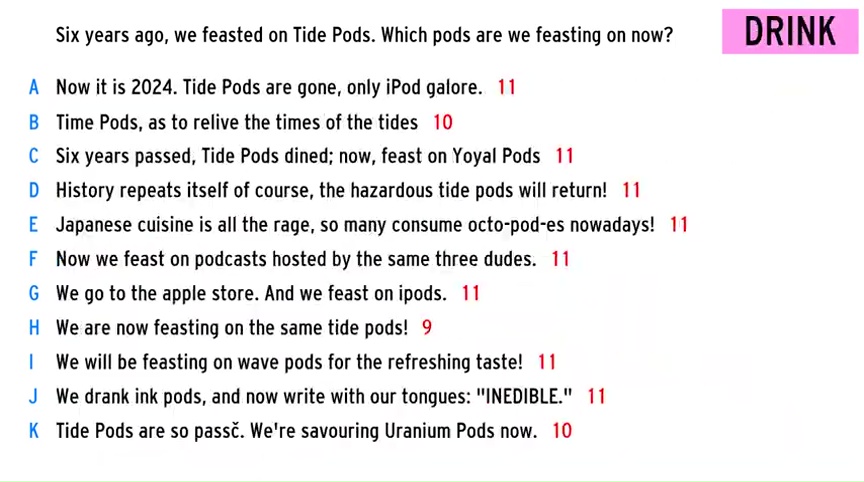 Six years ago, we feasted on Tide Pods. Which pods are we feasting on now?
DRINK
A Now it is 2024. Tide Pods are gone, only iPod galore. 11
B Time Pods, as to relive the times of the tides 10
C Six years passed, Tide Pods dined; now, feast on Yoyal Pods 11
D History repeats itself of course, the hazardous tide pods will return! 11
E Japanese cuisine is all the rage, so many consume octo-pod-es nowadays! 11
F Now we feast on podcasts hosted by the same three dudes. 11
G We go to the apple store. And we feast on ipods. 11
H We are now feasting on the same tide pods! 9
I We will be feasting on wave pods for the refreshing taste! 11
J We drank ink pods, and now write with our tongues: "INEDIBLE." 11
K Tide Pods are so passč. We're savouring Uranium Pods now. 10